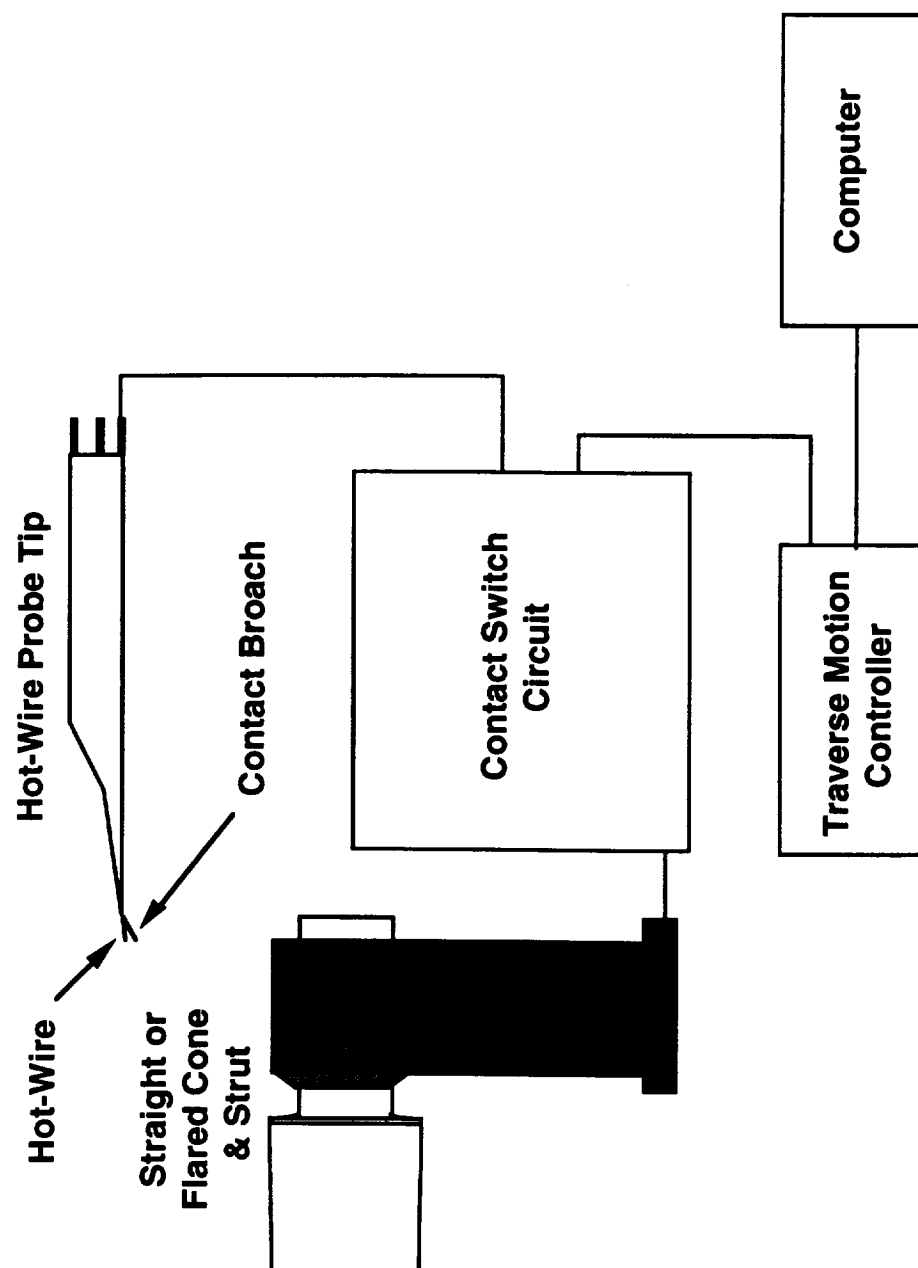 Hot-Wire Probe Tip
Hot-Wire
Contact Broach
Straight or
Flared Cone
& Strut
Contact Switch
Circuit
Traverse Motion
Controller
Computer